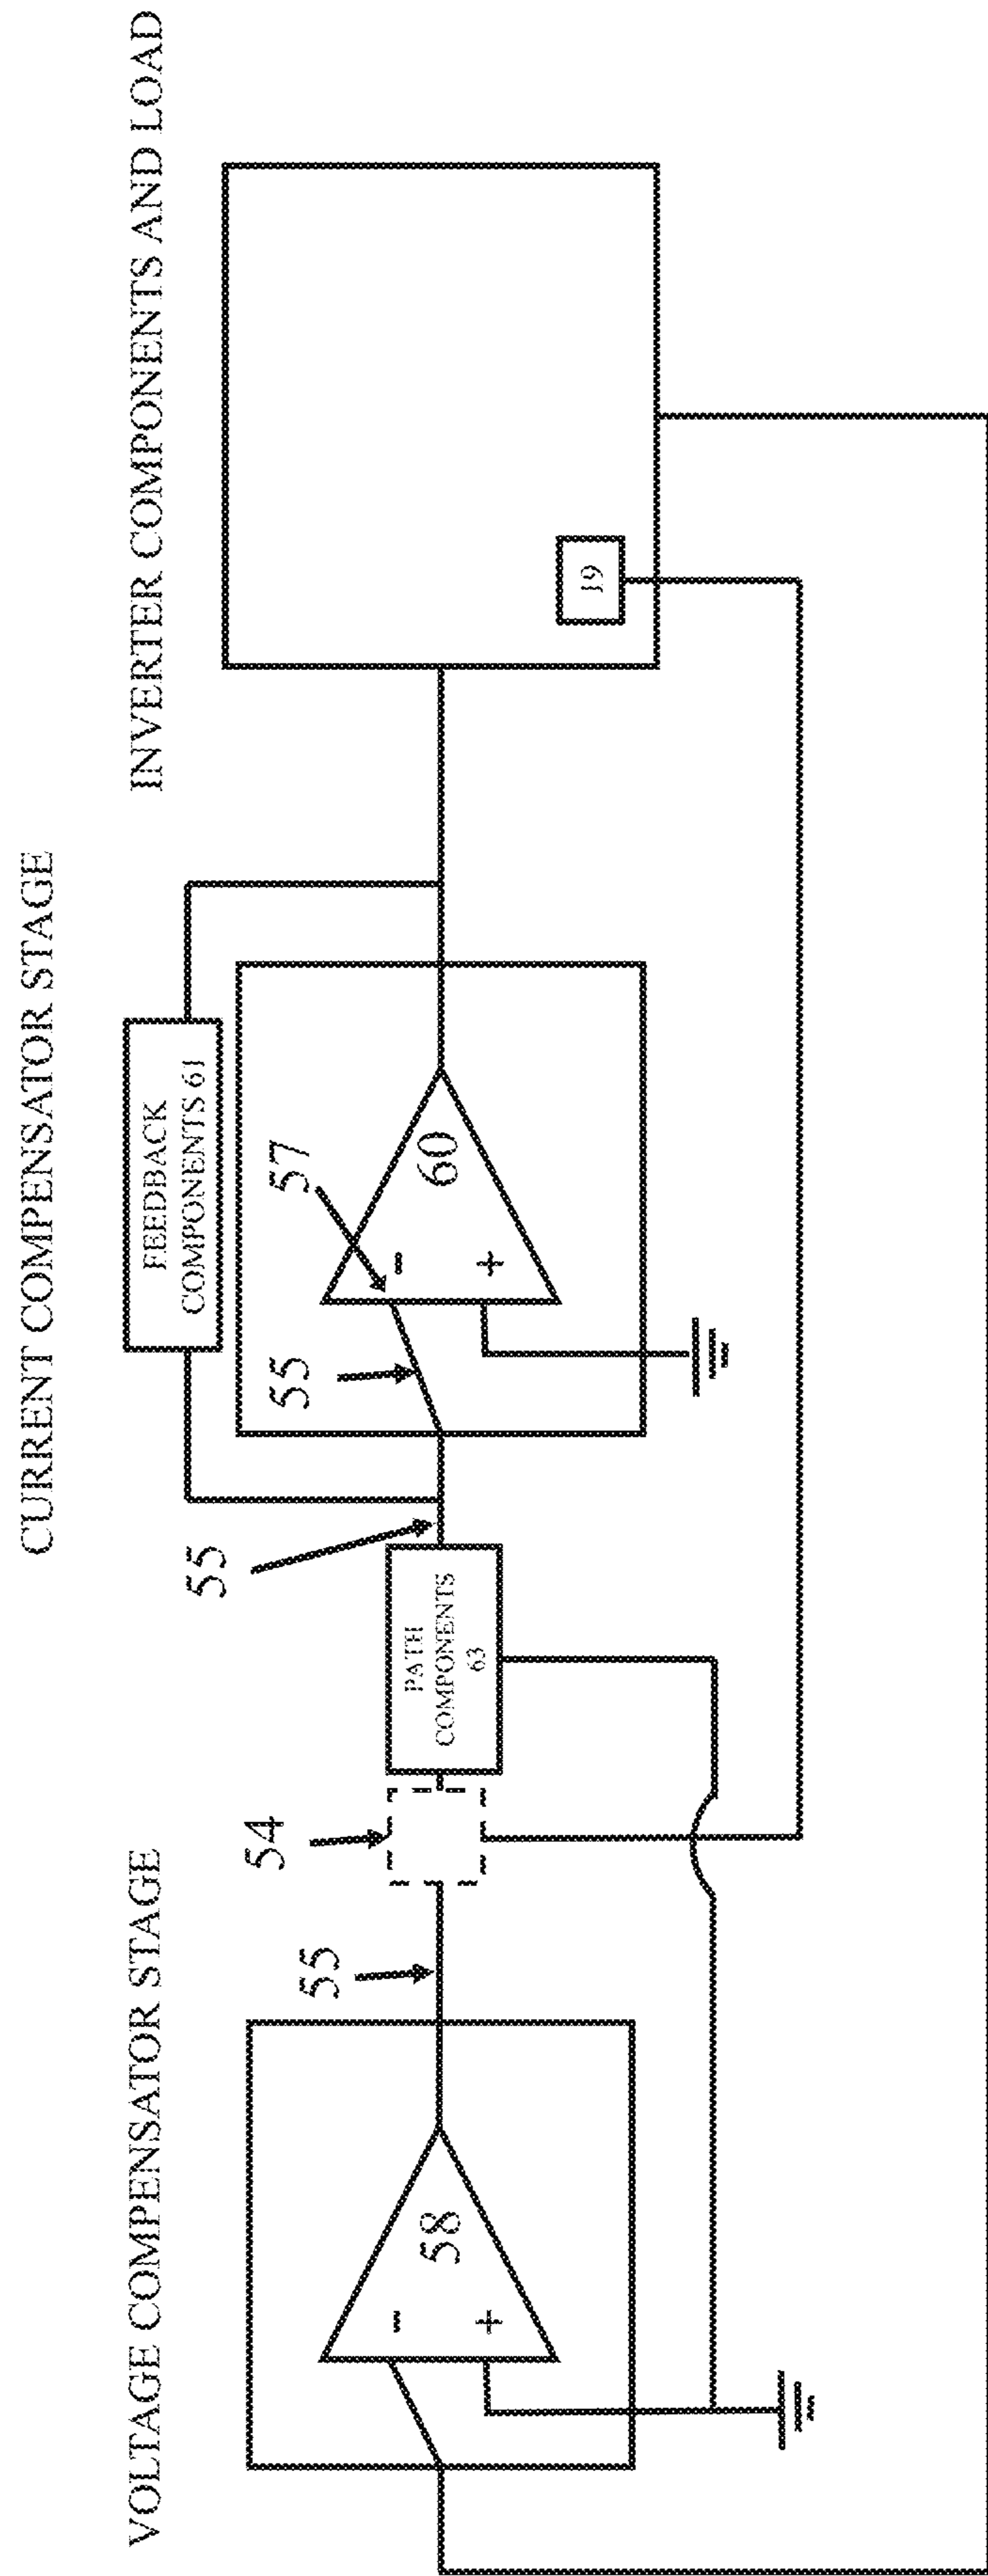 CURRENT COMPENSATOR STAGE
VOLTAGE COMPENSATOR STAGE
INVERTER COMPONENTS AND LOAD
FEEDBACK
COMPONENTS 61
55
54
55
55
57
PATH
COMPONENTS
63
58
-
+
60
-
+
19